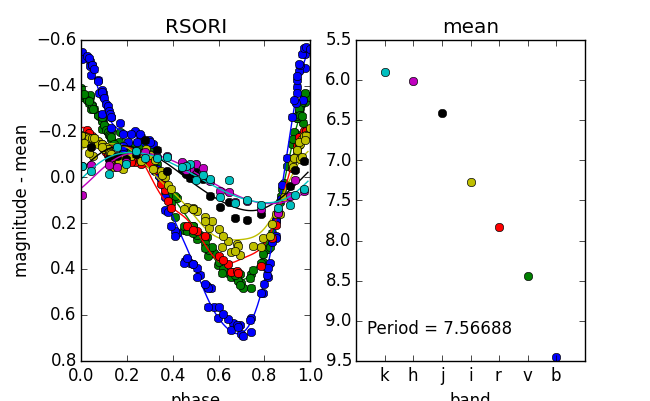 RSORI
mean
−0.6
−0.4
−0.2
0.0
0.2
0.4
0.6
0.8
magnitude - mean
0.0 0.2 0.4 0.6 0.8 1.0
phase
5.5
6.0
6.5
7.0
7.5
8.0
8.5
9.0
9.5
Period = 7.56688
k h j i r v b
band